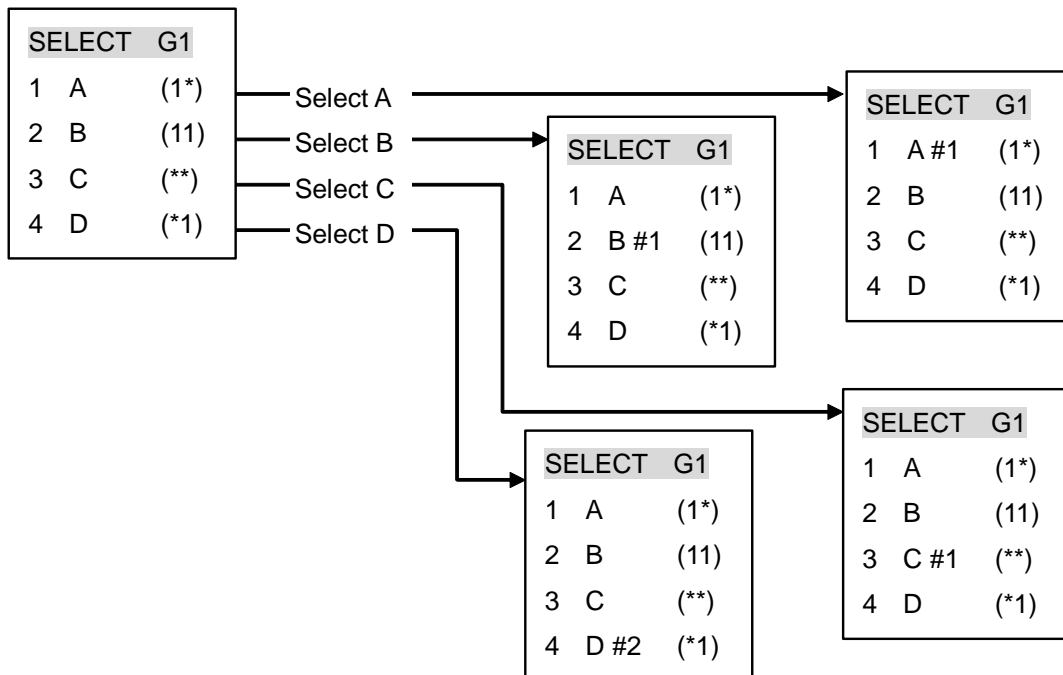 SELECT G1
1 A (1*)
2 B (11)
3 C (**)
4 D (*1)
Select A
Select B
Select C
Select D
SELECT G1
1 A #1 (1*)
2 B (11)
3 C (**)
4 D (*1)
SELECT G1
1 A (1*)
2 B #1 (11)
3 C (**)
4 D (*1)
SELECT G1
1 A (1*)
2 B (11)
3 C #1 (**)
4 D (*1)
SELECT G1
1 A (1*)
2 B (11)
3 C (**)
4 D #2 (*1)